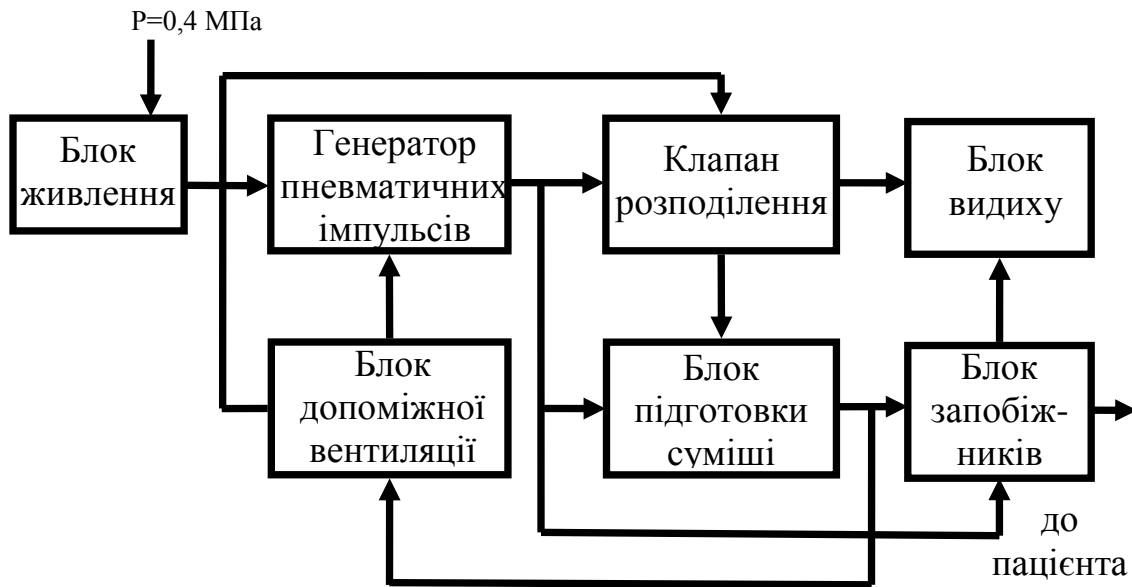 P=0,4 МПа
Блок
живлення
Генератор
пневматичних
імпульсів
Клапан
розподілення
Блок
видиху
Блок
допоміжної
вентиляції
Блок
підготовки
суміші
Блок
запобіж-
ників
до
пацієнта